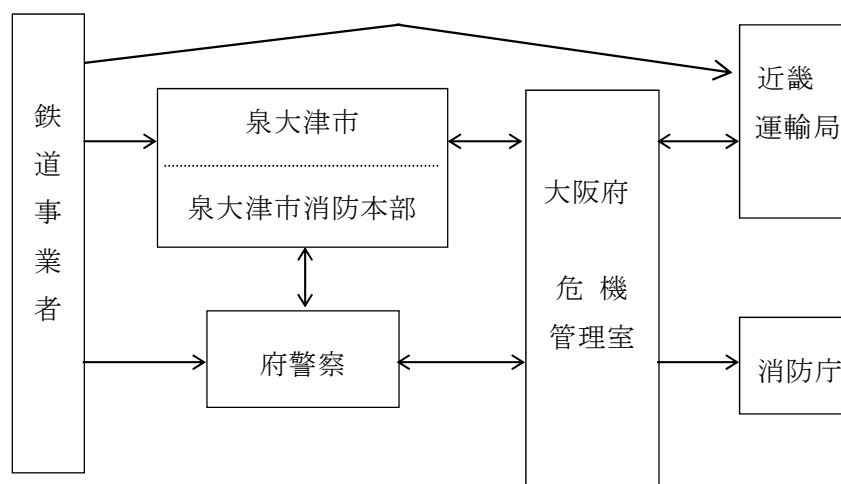 鉄道事業者
泉大津市
泉大津市消防本部
府警察
大阪府
危 機
管理室
近畿
運輸局
消防庁